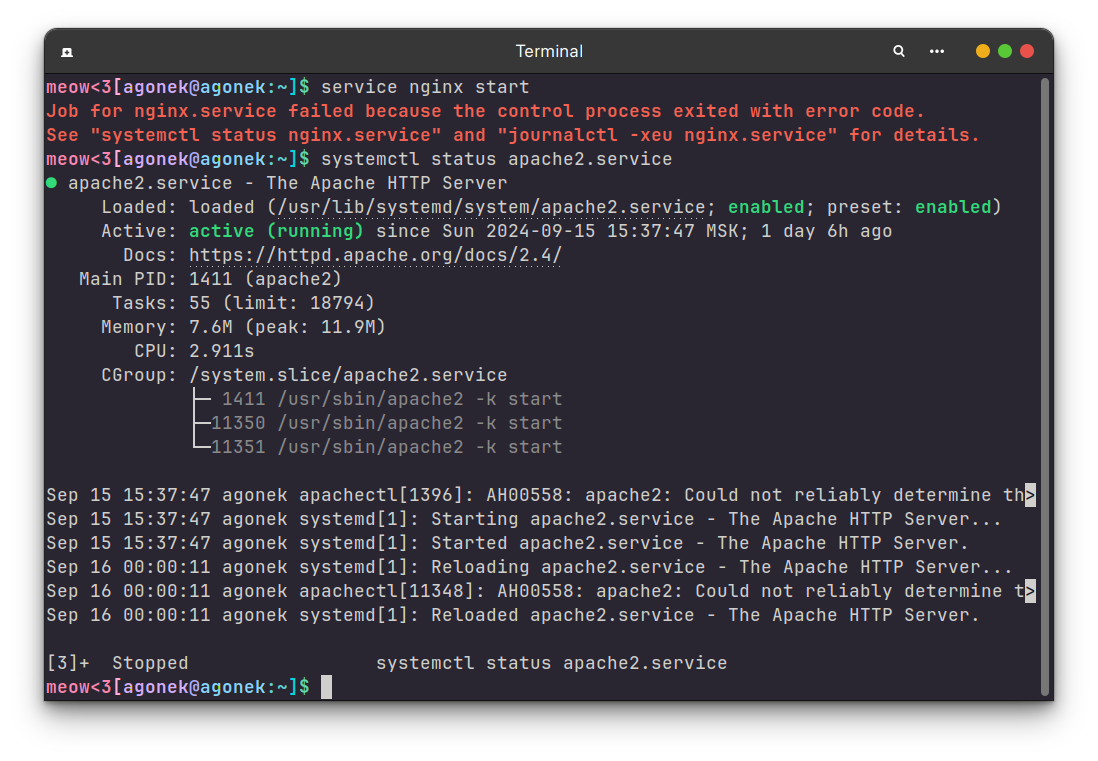 Terminal
meow<3[agonek@agonek:~]$ service nginx start
Job for nginx.service failed because the control process exited with error code.
See "systemctl status nginx.service" and "journalctl -xeu nginx.service" for details.
meow<3[agonek@agonek:~]$ systemctl status apache2.service
● apache2.service - The Apache HTTP Server
Loaded: loaded (/usr/lib/systemd/system/apache2.service; enabled; preset: enabled)
Active: active (running) since Sun 2024-09-15 15:37:47 MSK; 1 day 6h ago
Docs: https://httpd.apache.org/docs/2.4/
Main PID: 1411 (apache2)
Tasks: 55 (limit: 18794)
Memory: 7.6M (peak: 11.9M)
CPU: 2.911s
CGroup: /system.slice/apache2.service
├─ 1411 /usr/sbin/apache2 -k start
├─11350 /usr/sbin/apache2 -k start
└─11351 /usr/sbin/apache2 -k start
Sep 15 15:37:47 agonek apachectl[1396]: AH00558: apache2: Could not reliably determine th>
Sep 15 15:37:47 agonek systemd[1]: Starting apache2.service - The Apache HTTP Server...
Sep 15 15:37:47 agonek systemd[1]: Started apache2.service - The Apache HTTP Server.
Sep 16 00:00:11 agonek systemd[1]: Reloading apache2.service - The Apache HTTP Server...
Sep 16 00:00:11 agonek apachectl[11348]: AH00558: apache2: Could not reliably determine t>
Sep 16 00:00:11 agonek systemd[1]: Reloaded apache2.service - The Apache HTTP Server.
[3]+  Stopped                 systemctl status apache2.service
meow<3[agonek@agonek:~]$